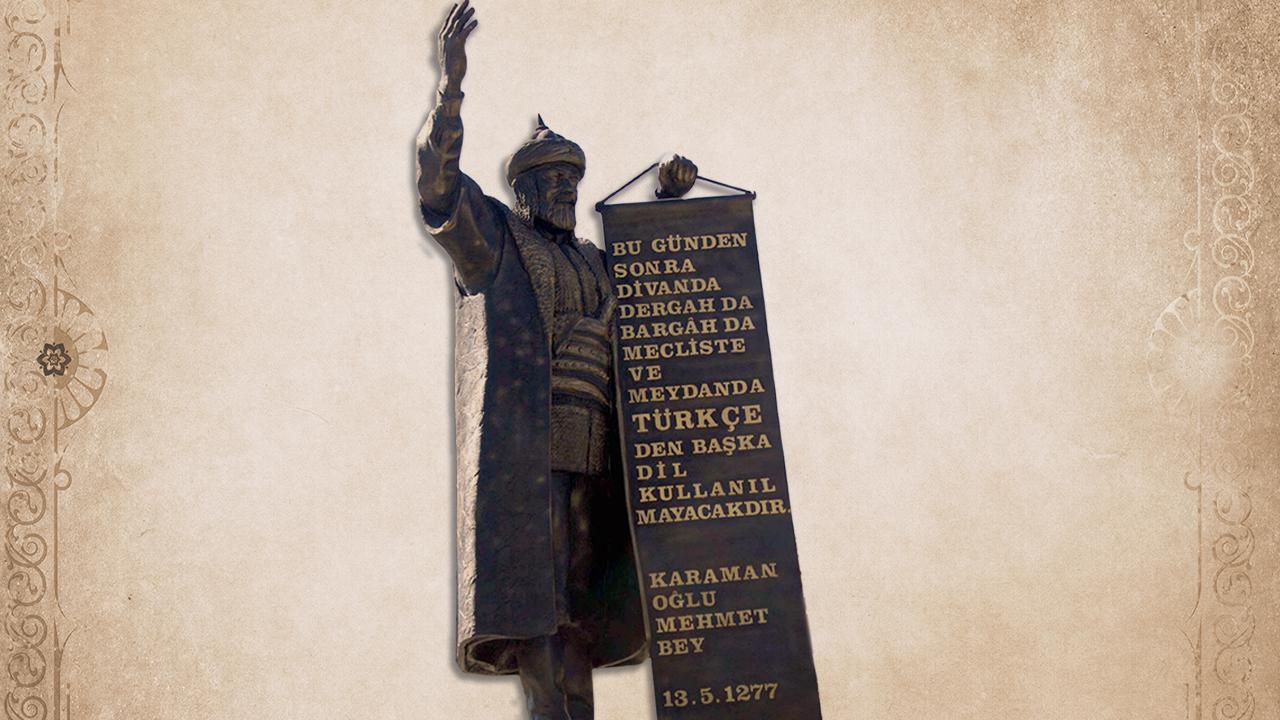 BU GÜNDEN
SONRA
DİVANDA
DERGAH DA
BARGÂH DA
MECLİSTE
VE
MEYDANDA
TÜRKÇE
DEN BAŞKA
DİL
KULLANIL
MAYACAKDIR.
KARAMAN
OĞLU
MEHMET
BEY
13.5.1277